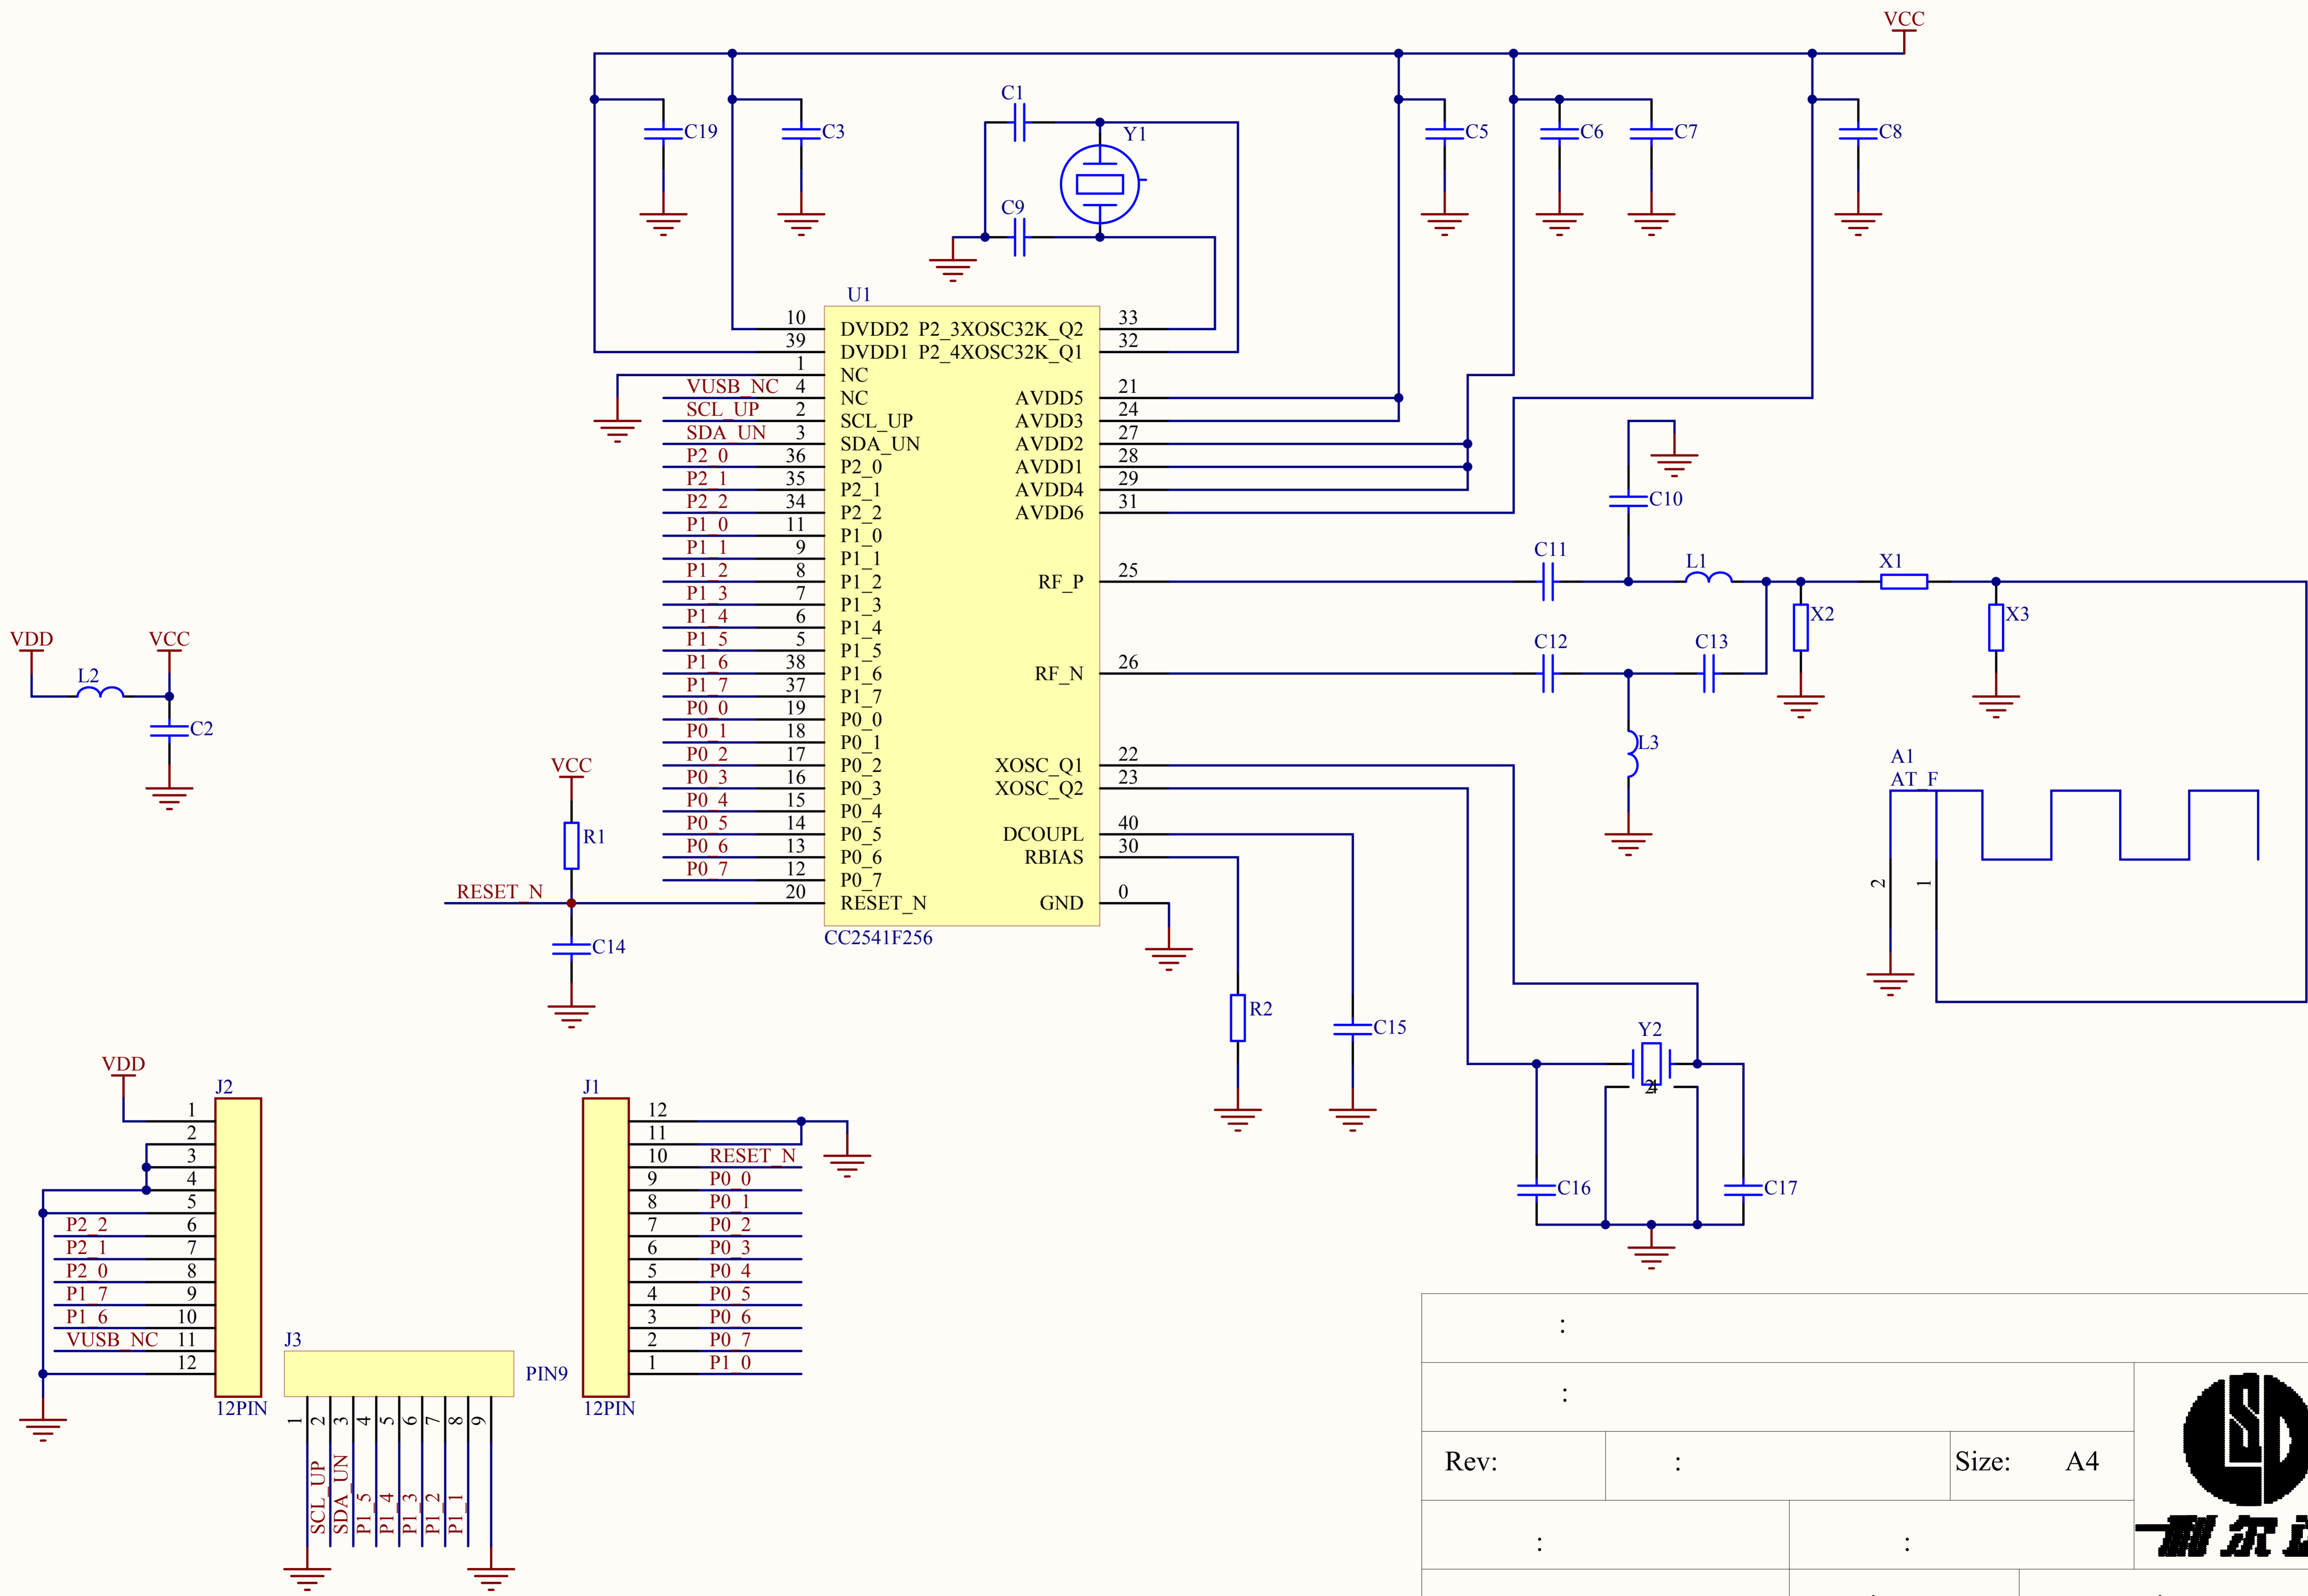 VCC
C19
C3
C1
Y1
C9
C5
C6
C7
C8
U1
10 DVDD2 P2_3XOSC32K_Q2 33
39 DVDD1 P2_4XOSC32K_Q1 32
1 NC
VUSB_NC 4 NC AVDD5 21
SCL_UP 2 SCL_UP AVDD3 24
SDA_UN 3 SDA_UN AVDD2 27
P2_0 36 P2_0 AVDD1 28
P2_1 35 P2_1 AVDD4 29
P2_2 34 P2_2 AVDD6 31
P1_0 11 P1_0
P1_1 9 P1_1
P1_2 8 P1_2 RF_P 25
P1_3 7 P1_3
P1_4 6 P1_4
P1_5 5 P1_5
P1_6 38 P1_6 RF_N 26
P1_7 37 P1_7
P0_0 19 P0_0
P0_1 18 P0_1
P0_2 17 P0_2 XOSC_Q1 22
P0_3 16 P0_3 XOSC_Q2 23
P0_4 15 P0_4
P0_5 14 P0_5 DCOUPL 40
P0_6 13 P0_6 RBIAS 30
P0_7 12 P0_7
RESET_N 20 RESET_N GND 0
CC2541F256
C10
C11
L1
X1
X2
X3
C12
C13
L3
A1
AT_F
2
1
VDD
VCC
L2
C2
VCC
R1
C14
R2
C15
Y2
C16
C17
VDD
J2
1
2
3
4
5
P2_2 6
P2_1 7
P2_0 8
P1_7 9
P1_6 10
VUSB_NC 11
12
12PIN
J3
PIN9
1
2
3
4
5
6
7
8
9
SCL_UP
SDA_UN
P1_5
P1_4
P1_3
P1_2
P1_1
J1
12
11
10 RESET_N
9 P0_0
8 P0_1
7 P0_2
6 P0_3
5 P0_4
4 P0_5
3 P0_6
2 P0_7
1 P1_0
12PIN
:
:
Rev: : Size: A4
: :
LSD
利尔达